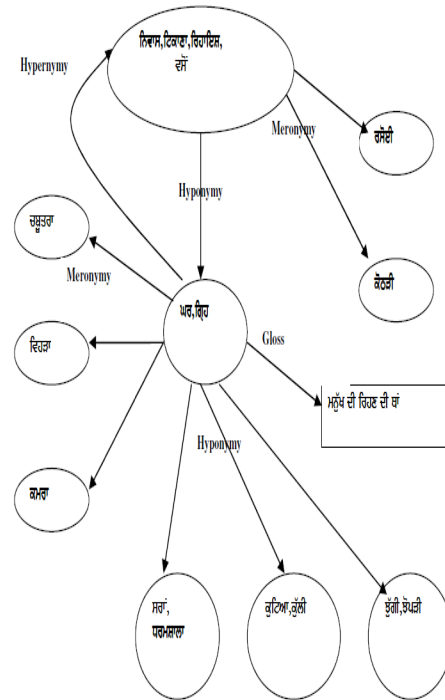 ਨਿਵਾਸ,ਟਿਕਾਣਾ,ਰਿਹਾਇਸ਼,
ਵਸੋਂ
Hypernymy
Meronymy
ਰਸੋਈ
Hyponymy
ਚਬੂਤਰਾ
Meronymy
ਕੋਠੜੀ
ਘਰ,ਗ੍ਰਿਹ
Gloss
ਵਿਹੜਾ
ਮਨੁੱਖ ਦੀ ਰਿਹਣ ਦੀ ਥਾਂ
Hyponymy
ਕਮਰਾ
ਸਰਾਂ,
ਧਰਮਸ਼ਾਲਾ
ਕੁਟਿਆ,ਕੁੱਲੀ
ਝੁੱਗੀ,ਝੋਪੜੀ